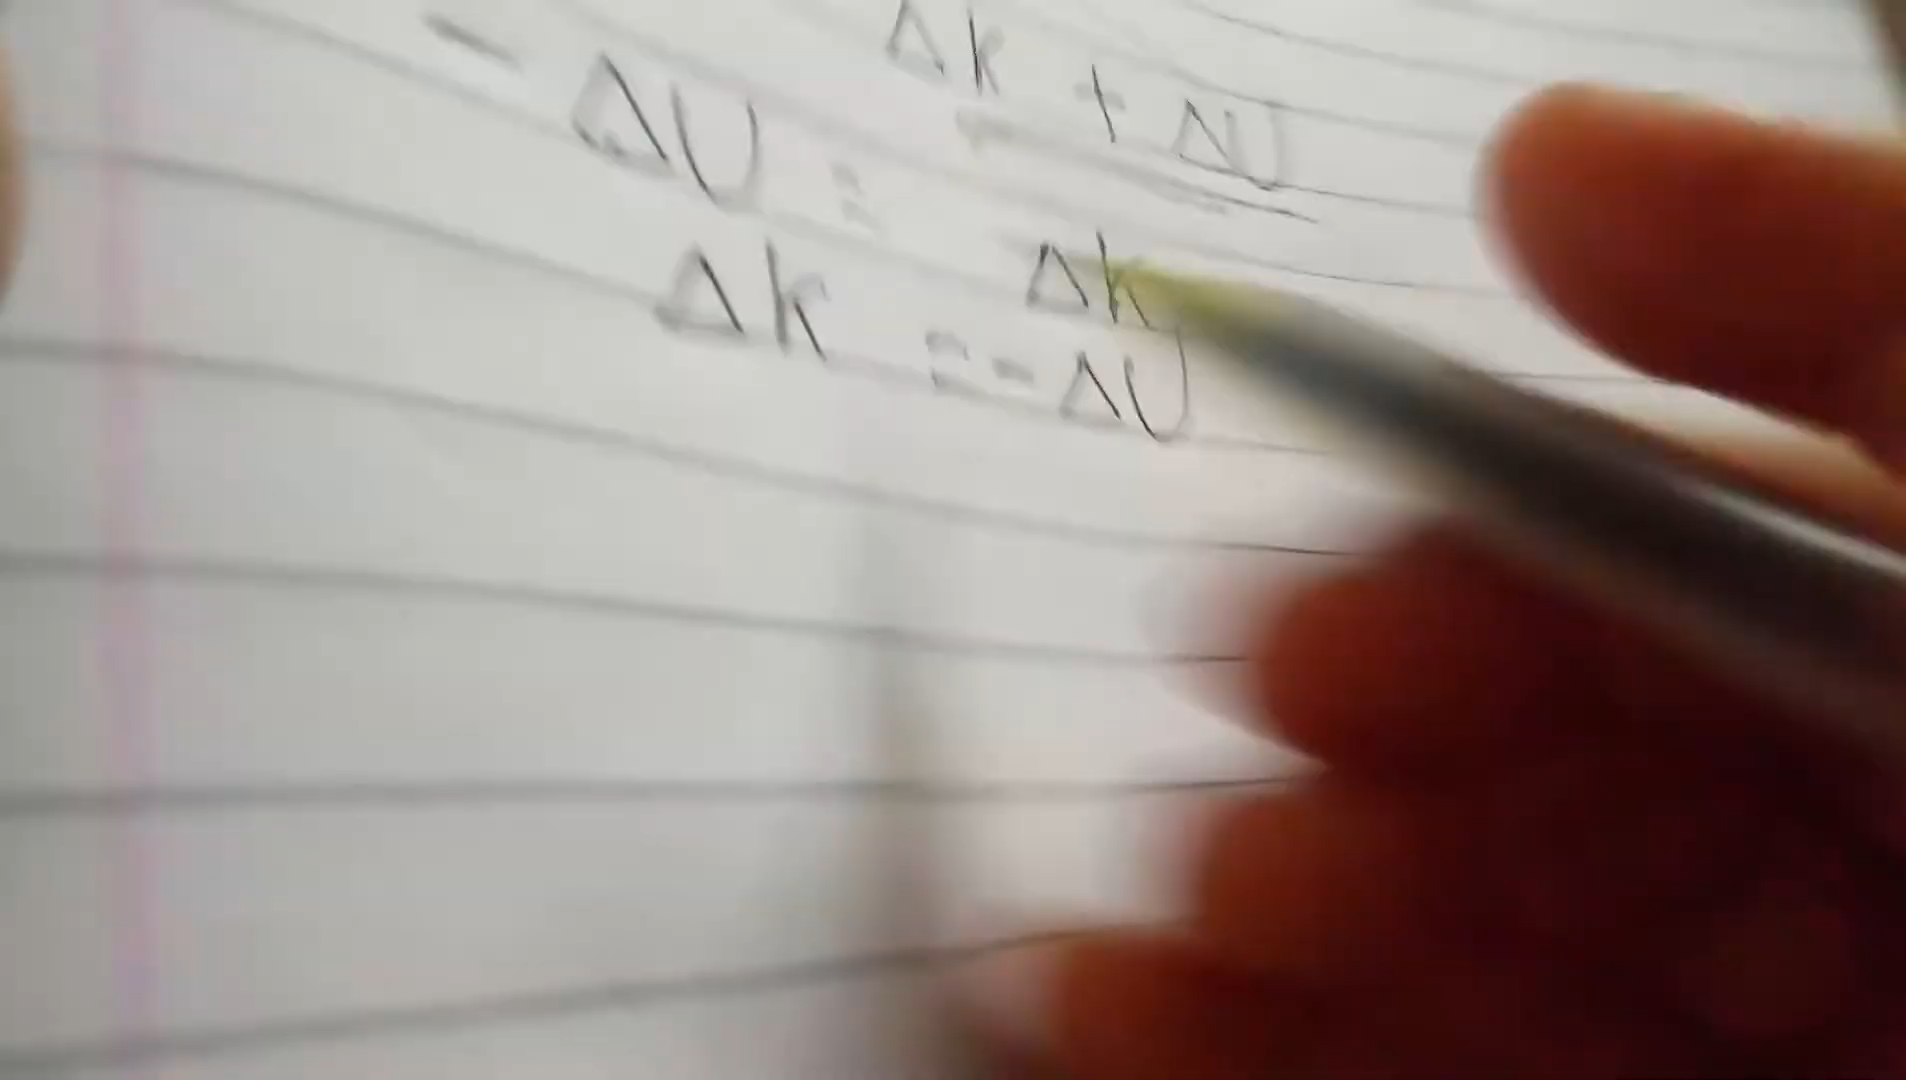 ΔK + ΔU
- ΔU = ΔK
ΔK = - ΔU